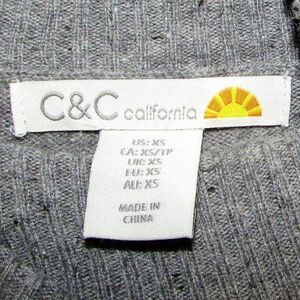 C&C california
US: XS
CA: XS/TP
UK: XS
EU: XS
AU: XS
MADE IN
CHINA